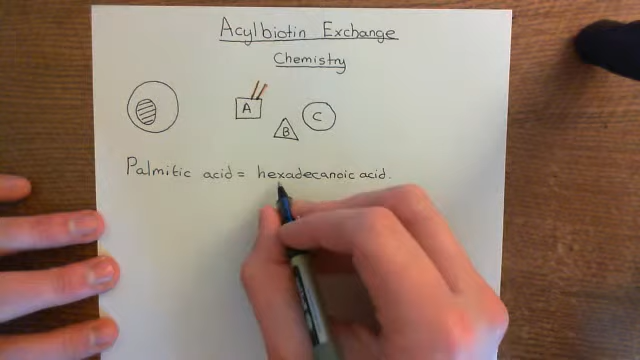 Acylbiotin Exchange
Chemistry
A
B
C
Palmitic acid = hexadecanoic acid.